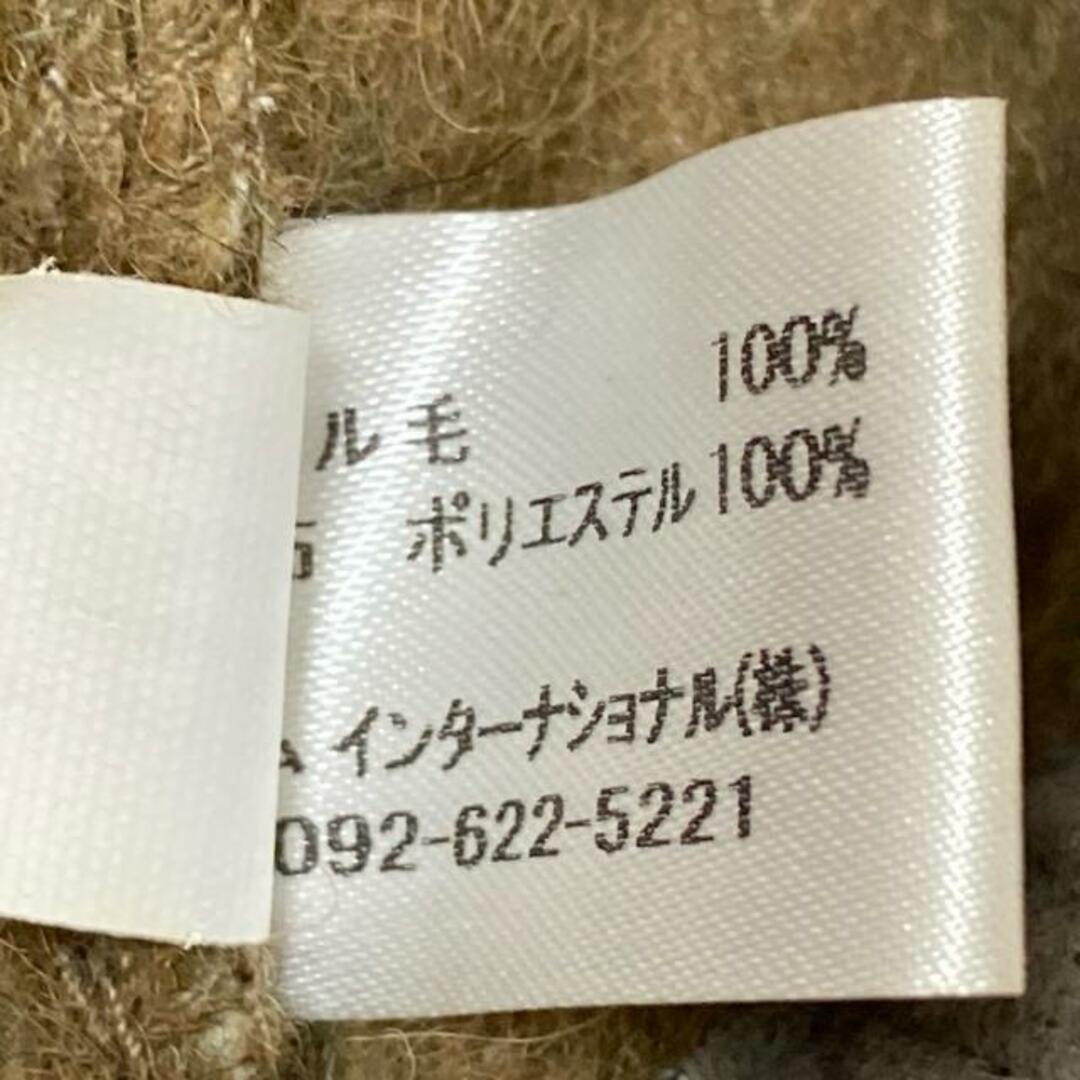 ル 毛 100%
ポリエステル 100%
インターナショナル(株)
092-622-5221